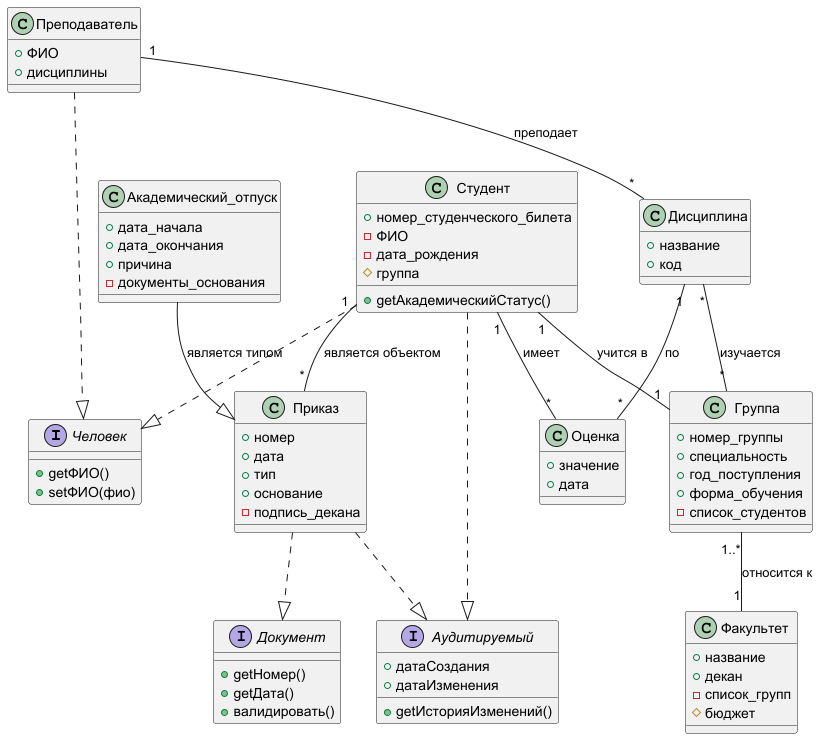 C Преподаватель
ФИО
дисциплины
1
преподает
*
C Академический_отпуск
дата_начала
дата_окончания
причина
документы_основания
C Студент
номер_студенческого_билета
ФИО
дата_рождения
группа
getАкадемическийСтатус()
C Дисциплина
название
код
1
1
1
1
*
является типом
является объектом
имеет
учится в
по
изучается
*
*
*
1
*
I Человек
getФИО()
setФИО(фио)
C Приказ
номер
дата
тип
основание
подпись_декана
C Оценка
значение
дата
C Группа
номер_группы
специальность
год_поступления
форма_обучения
список_студентов
1..*
относится к
1
I Документ
getНомер()
getДата()
валидировать()
I Аудитируемый
датаСоздания
датаИзменения
getИсторияИзменений()
C Факультет
название
декан
список_групп
бюджет